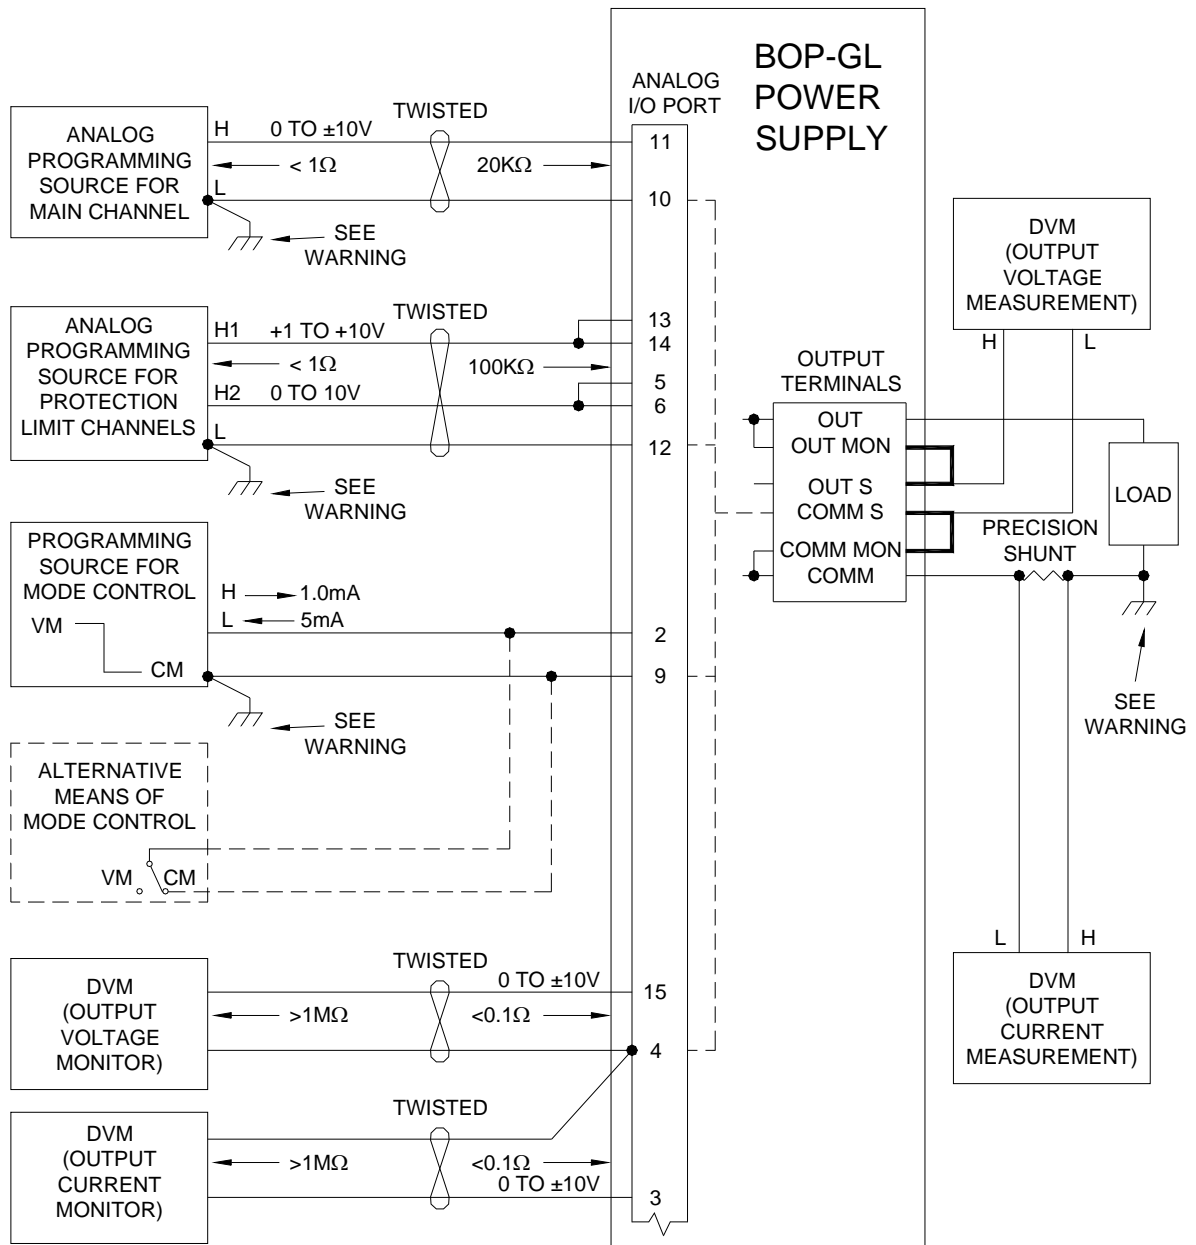 BOP-GL
POWER
SUPPLY
ANALOG
I/O PORT
ANALOG
PROGRAMMING
SOURCE FOR
MAIN CHANNEL
H 0 TO ±10V
TWISTED
< 1Ω
20KΩ
L
SEE
WARNING
11
10
ANALOG
PROGRAMMING
SOURCE FOR
PROTECTION
LIMIT CHANNELS
H1 +1 TO +10V
TWISTED
< 1Ω
100KΩ
H2 0 TO 10V
L
SEE
WARNING
13
14
5
6
12
PROGRAMMING
SOURCE FOR
MODE CONTROL
VM
CM
H 1.0mA
L 5mA
SEE
WARNING
2
9
ALTERNATIVE
MEANS OF
MODE CONTROL
VM CM
DVM
(OUTPUT
VOLTAGE
MONITOR)
TWISTED
0 TO ±10V
>1MΩ
<0.1Ω
15
4
DVM
(OUTPUT
CURRENT
MONITOR)
TWISTED
>1MΩ
<0.1Ω
0 TO ±10V
3
OUTPUT
TERMINALS
OUT
OUT MON
OUT S
COMM S
COMM MON
COMM
DVM
(OUTPUT
VOLTAGE
MEASUREMENT)
H L
LOAD
PRECISION
SHUNT
SEE
WARNING
L H
DVM
(OUTPUT
CURRENT
MEASUREMENT)